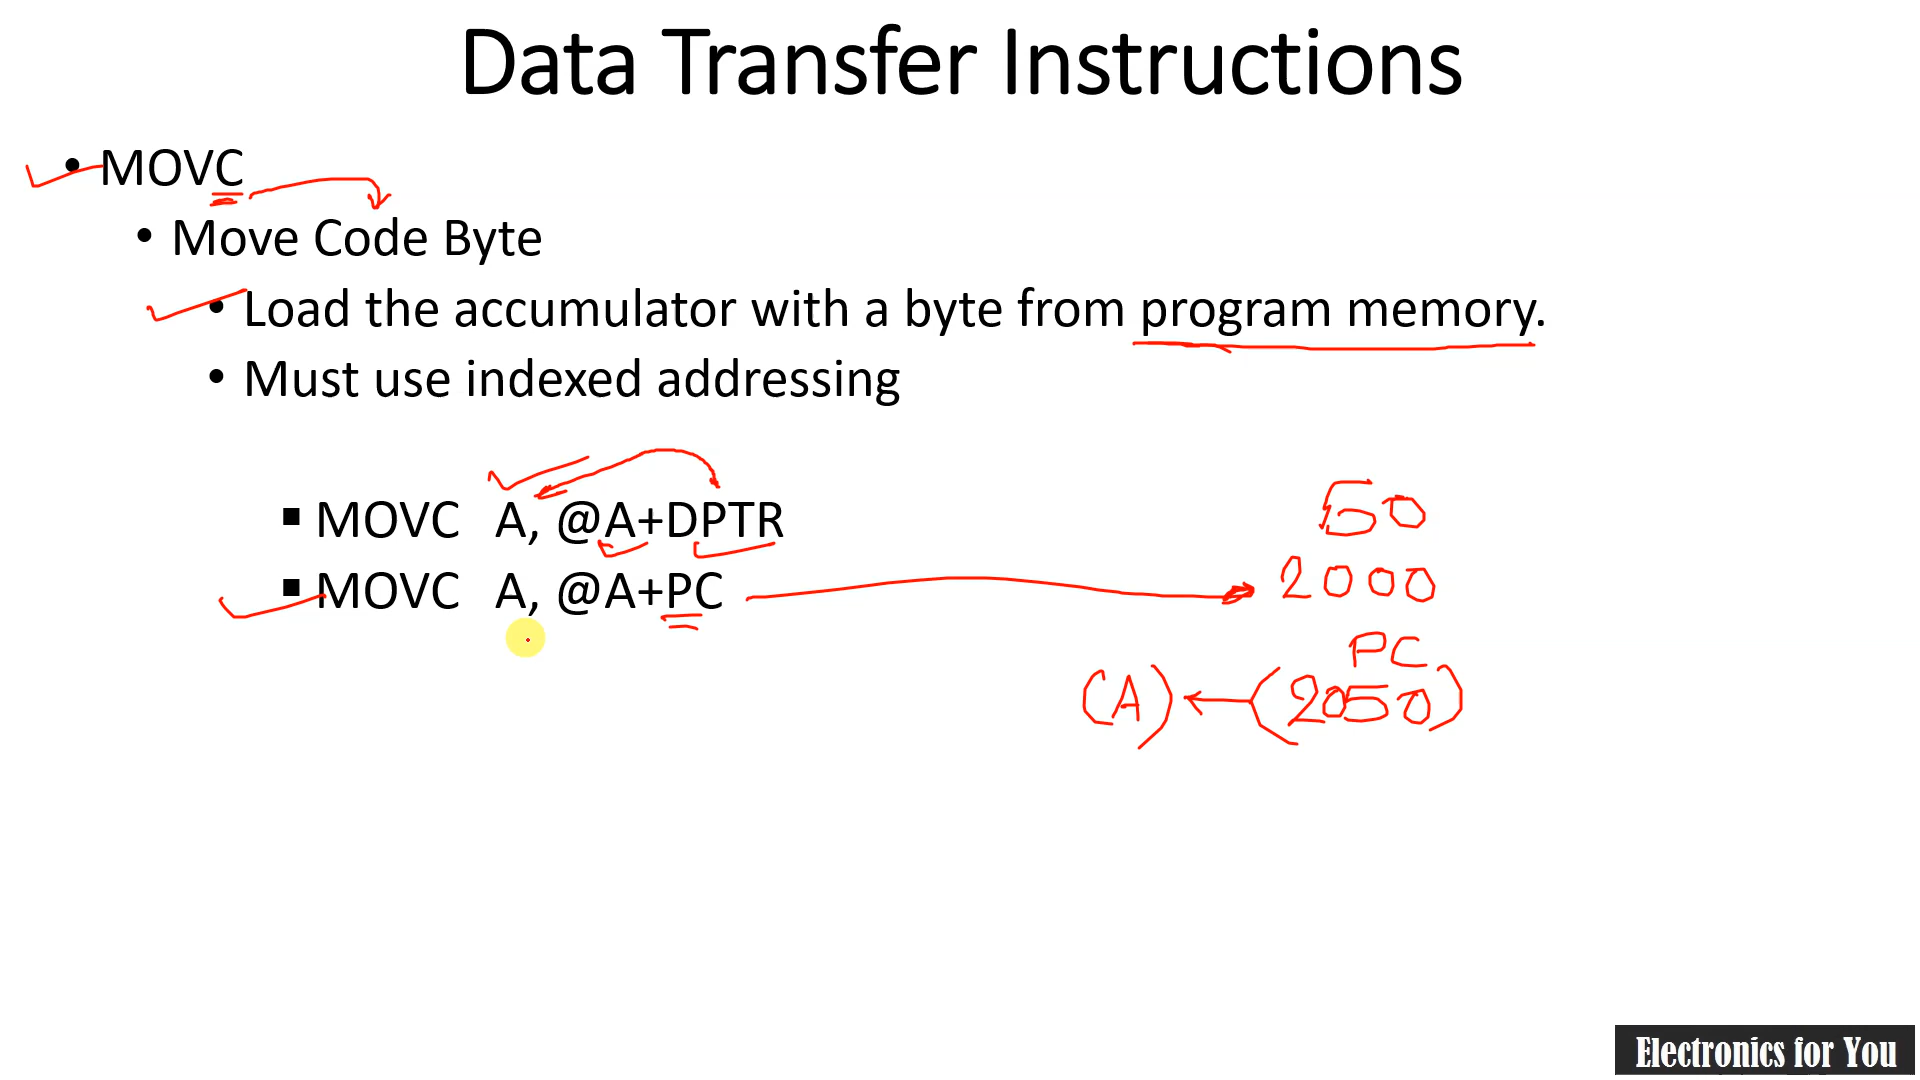 Data Transfer Instructions
• MOVC
• Move Code Byte
• Load the accumulator with a byte from program memory.
• Must use indexed addressing
▪ MOVC A, @A+DPTR
▪ MOVC A, @A+PC
50
2000
PC
(A) ← (2050)
Electronics for You